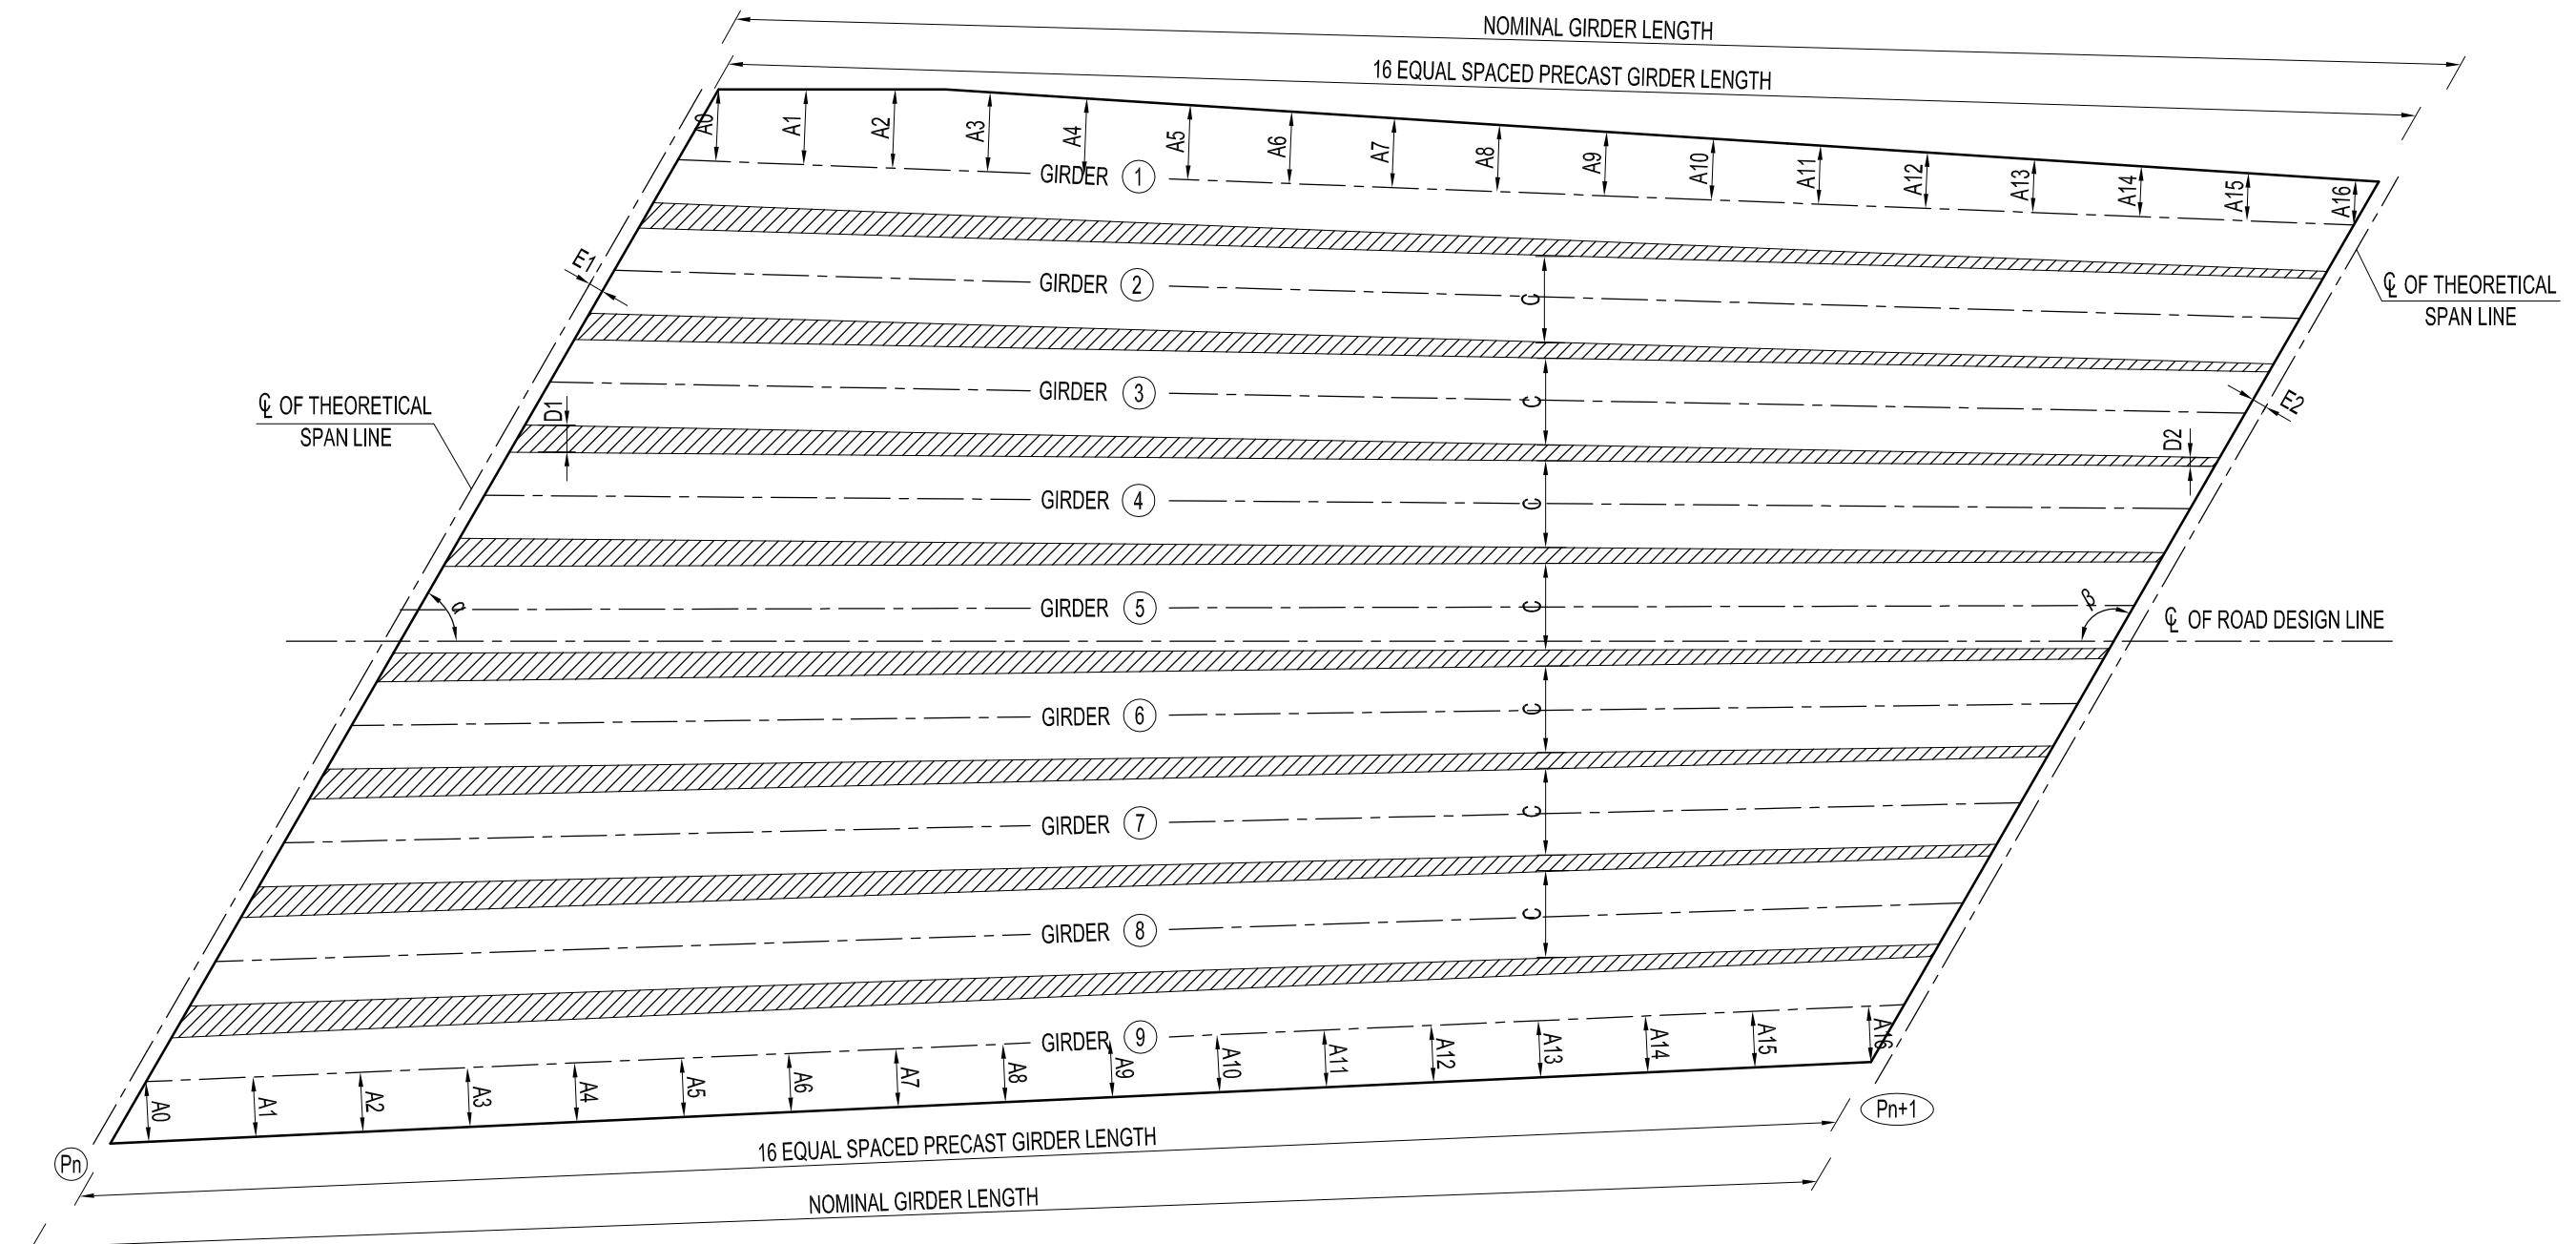 NOMINAL GIRDER LENGTH
16 EQUAL SPACED PRECAST GIRDER LENGTH
A0 A1 A2 A3 A4 A5 A6 A7 A8 A9 A10 A11 A12 A13 A14 A15 A16
GIRDER 1
E1
GIRDER 2
C
℄ OF THEORETICAL
SPAN LINE
℄ OF THEORETICAL
SPAN LINE
D1
GIRDER 3
C
E2
D2
GIRDER 4
C
α
GIRDER 5
C
β
℄ OF ROAD DESIGN LINE
GIRDER 6
C
GIRDER 7
C
GIRDER 8
C
GIRDER 9
A0 A1 A2 A3 A4 A5 A6 A7 A8 A9 A10 A11 A12 A13 A14 A15 A16
Pn
Pn+1
16 EQUAL SPACED PRECAST GIRDER LENGTH
NOMINAL GIRDER LENGTH